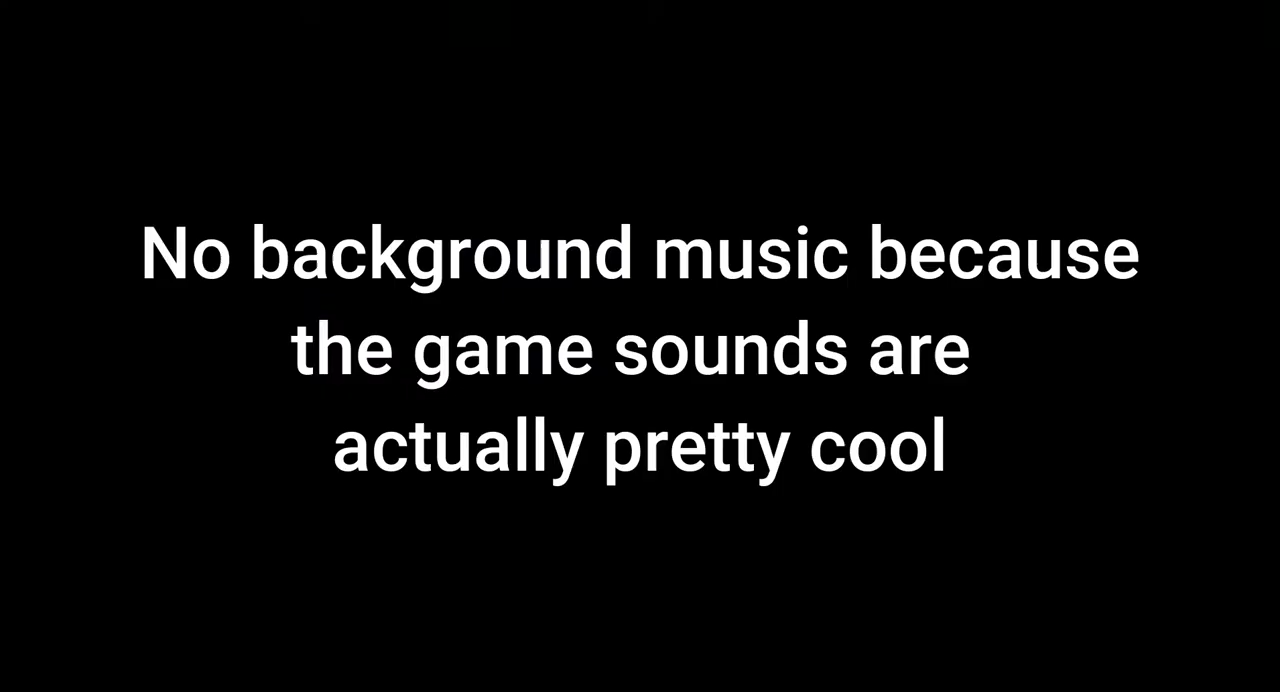 No background music because
the game sounds are
actually pretty cool